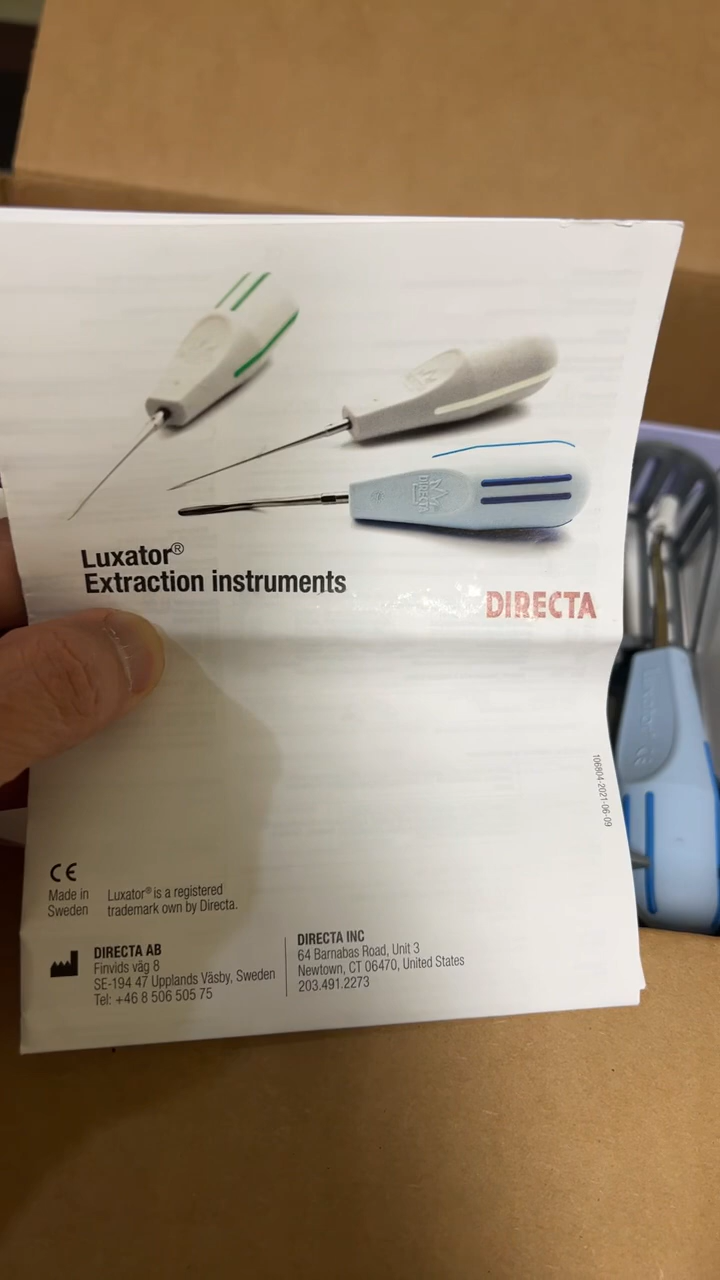 DIRECTA
Luxator®
Extraction instruments
DIRECTA
Luxator®
106804-2021-06-09
CE
Made in
Sweden
Luxator® is a registered
trademark own by Directa.
DIRECTA AB
Finvids väg 8
SE-194 47 Upplands Väsby, Sweden
Tel: +46 8 506 505 75
DIRECTA INC
64 Barnabas Road, Unit 3
Newtown, CT 06470, United States
203.491.2273